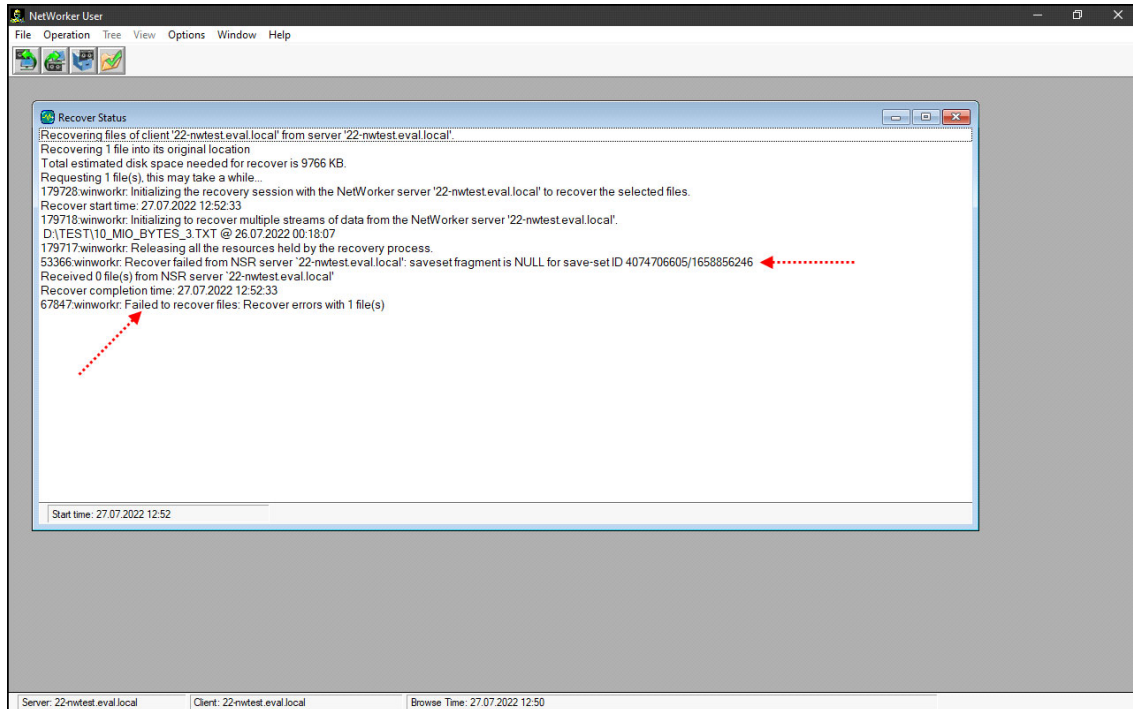 NetWorker User
File Operation Tree View Options Window Help
Recover Status
Recovering files of client '22-nwtest.eval.local' from server '22-nwtest.eval.local'.
Recovering 1 file into its original location
Total estimated disk space needed for recover is 9766 KB.
Requesting 1 file(s), this may take a while...
179728:winworkr: Initializing the recovery session with the NetWorker server '22-nwtest.eval.local' to recover the selected files.
Recover start time: 27.07.2022 12:52:33
179718:winworkr: Initializing to recover multiple streams of data from the NetWorker server '22-nwtest.eval.local'.
D:\TEST\10_MIO_BYTES_3.TXT @ 26.07.2022 00:18:07
179717:winworkr: Releasing all the resources held by the recovery process.
53366:winworkr: Recover failed from NSR server `22-nwtest.eval.local': saveset fragment is NULL for save-set ID 4074706605/1658856246
Received 0 file(s) from NSR server `22-nwtest.eval.local'
Recover completion time: 27.07.2022 12:52:33
67847:winworkr: Failed to recover files: Recover errors with 1 file(s)
Start time: 27.07.2022 12:52
Server: 22-nwtest.eval.local Client: 22-nwtest.eval.local Browse Time: 27.07.2022 12:50